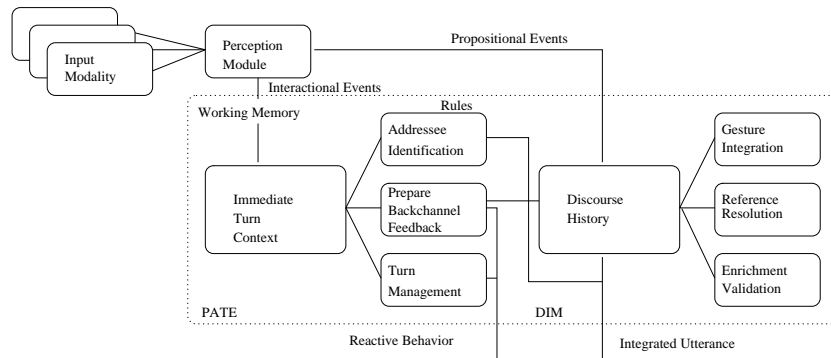 Input
Modality
Perception
Module
Propositional Events
Interactional Events
Working Memory
Rules
Addressee
Identification
Gesture
Integration
Immediate
Turn
Context
Prepare
Backchannel
Feedback
Discourse
History
Reference
Resolution
Turn
Management
Enrichment
Validation
PATE
DIM
Reactive Behavior
Integrated Utterance